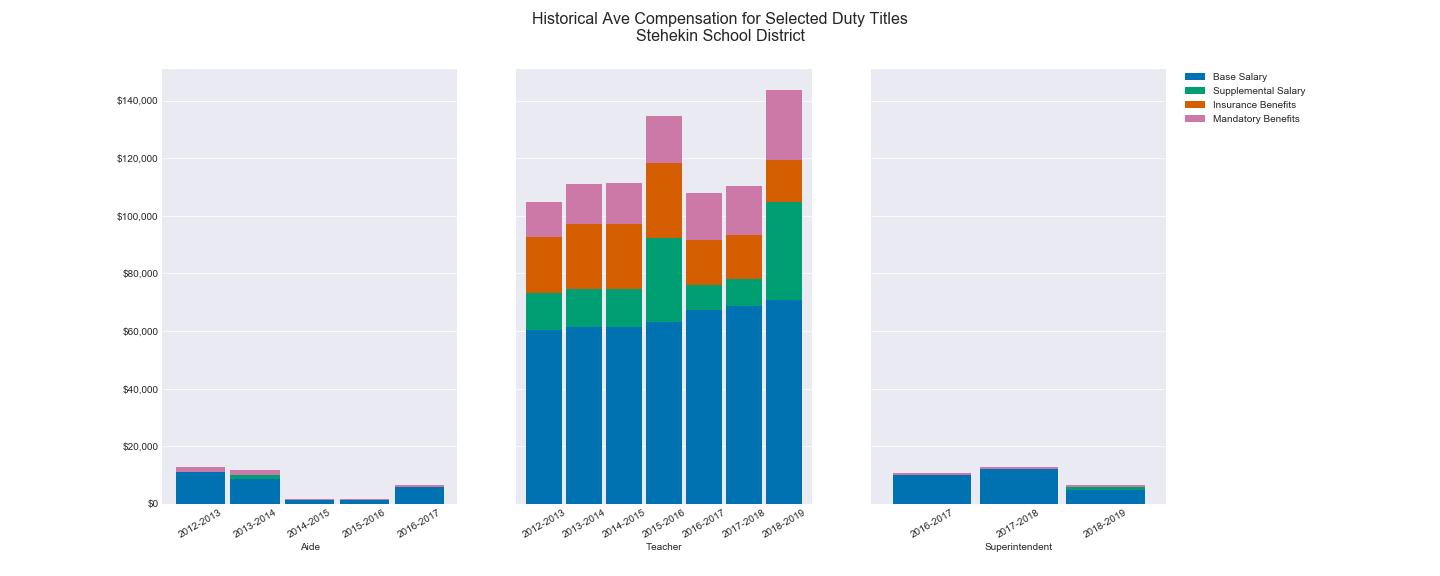 Historical Ave Compensation for Selected Duty Titles
Stehekin School District
Base Salary
Supplemental Salary
Insurance Benefits
Mandatory Benefits
$140,000
$120,000
$100,000
$80,000
$60,000
$40,000
$20,000
$0
2012-2013 2013-2014 2014-2015 2015-2016 2016-2017
Aide
2012-2013 2013-2014 2014-2015 2015-2016 2016-2017 2017-2018 2018-2019
Teacher
2016-2017 2017-2018 2018-2019
Superintendent